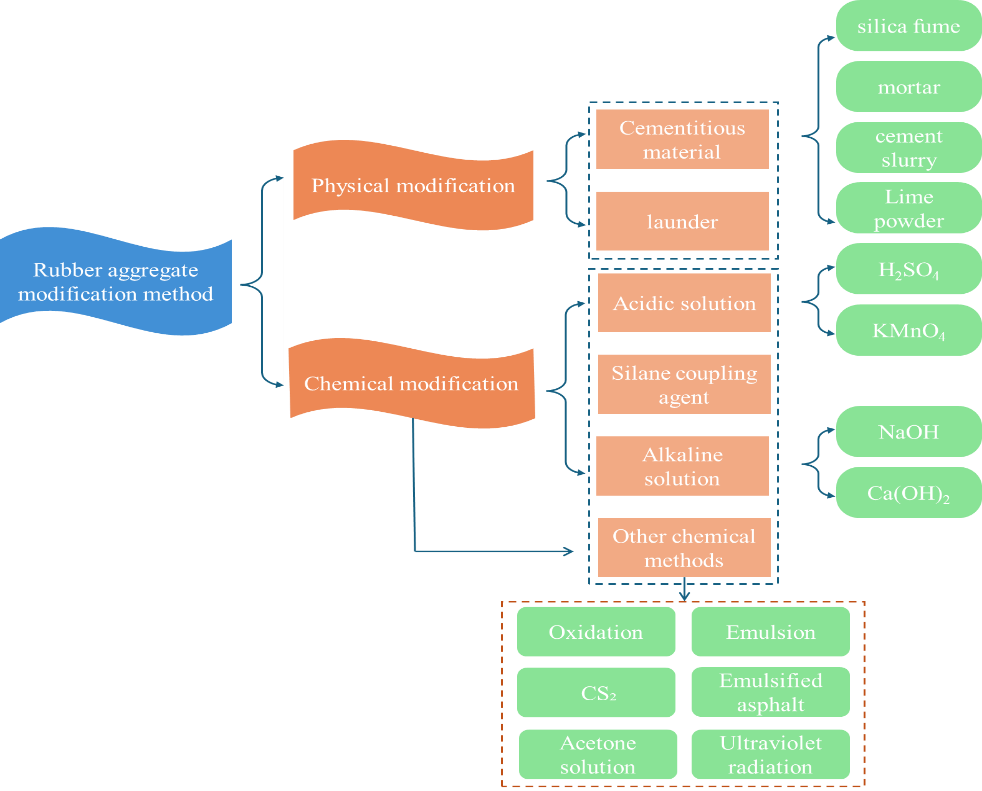 Rubber aggregate
modification method
Physical modification
Chemical modification
Cementitious
material
launder
Acidic solution
Silane coupling
agent
Alkaline
solution
Other chemical
methods
silica fume
mortar
cement
slurry
Lime
powder
H₂SO₄
KMnO₄
NaOH
Ca(OH)₂
Oxidation
Emulsion
CS₂
Emulsified
asphalt
Acetone
solution
Ultraviolet
radiation